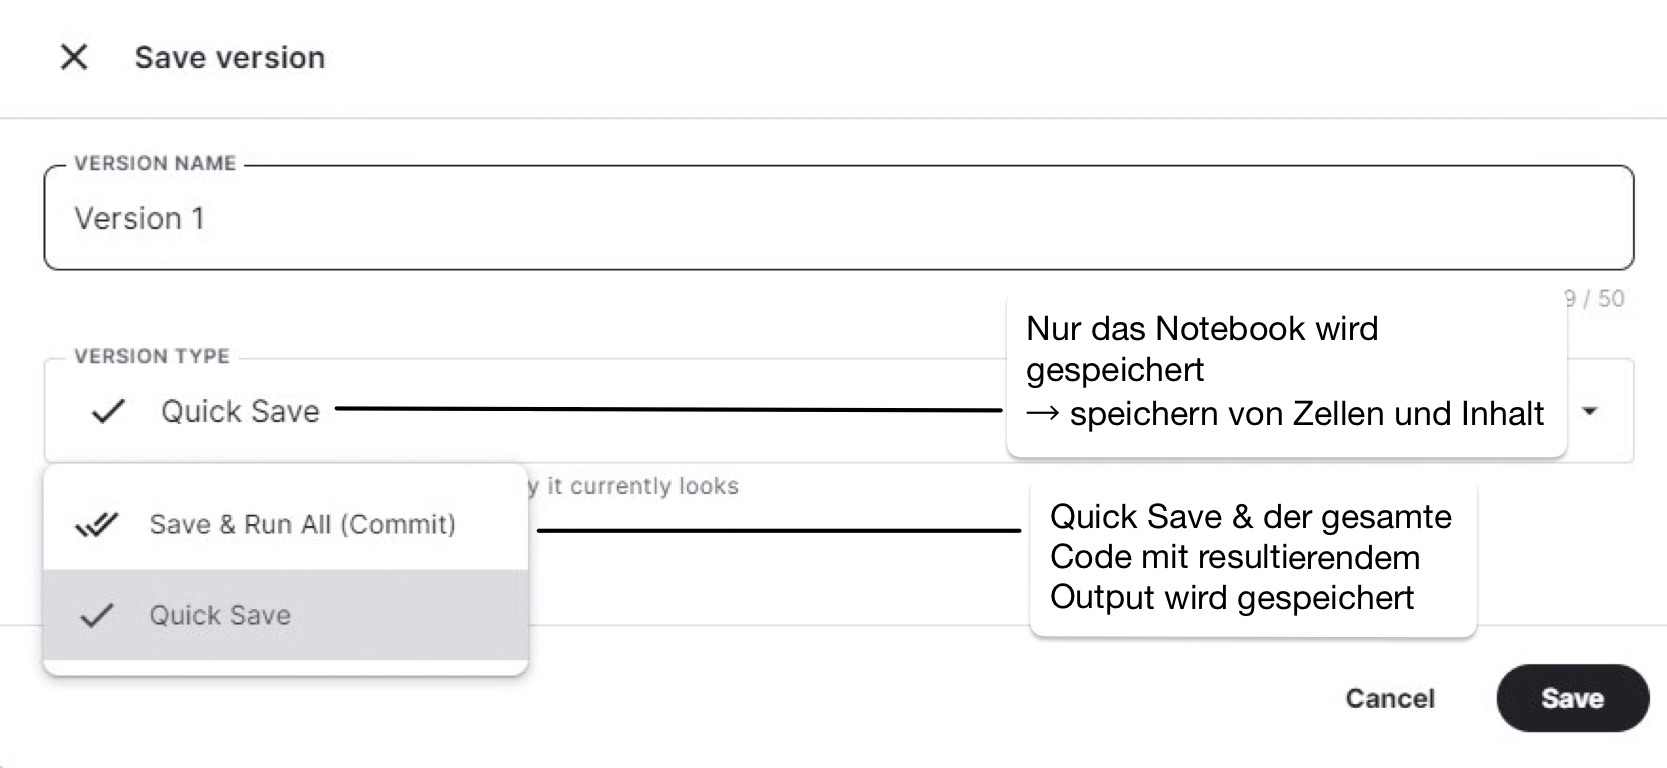 Save version
VERSION NAME
Version 1
9 / 50
Nur das Notebook wird
gespeichert
→ speichern von Zellen und Inhalt
VERSION TYPE
Quick Save
y it currently looks
Save & Run All (Commit)
Quick Save & der gesamte
Code mit resultierendem
Output wird gespeichert
Quick Save
Cancel
Save